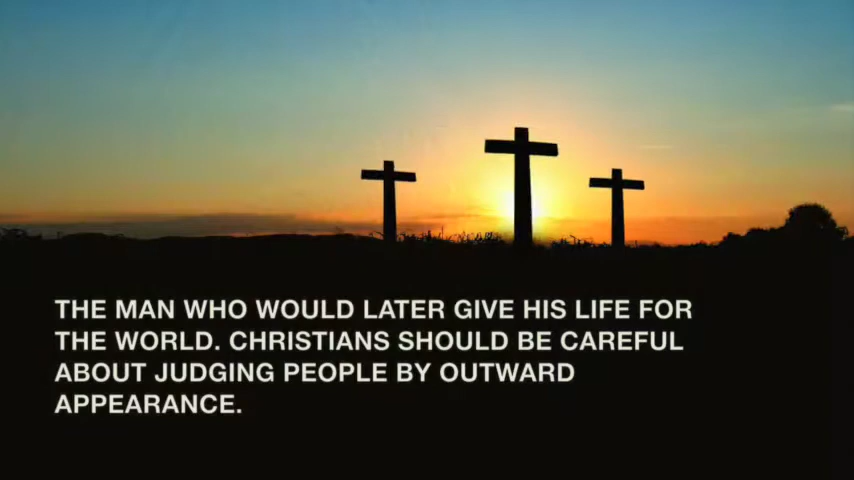 THE MAN WHO WOULD LATER GIVE HIS LIFE FOR
THE WORLD. CHRISTIANS SHOULD BE CAREFUL
ABOUT JUDGING PEOPLE BY OUTWARD
APPEARANCE.